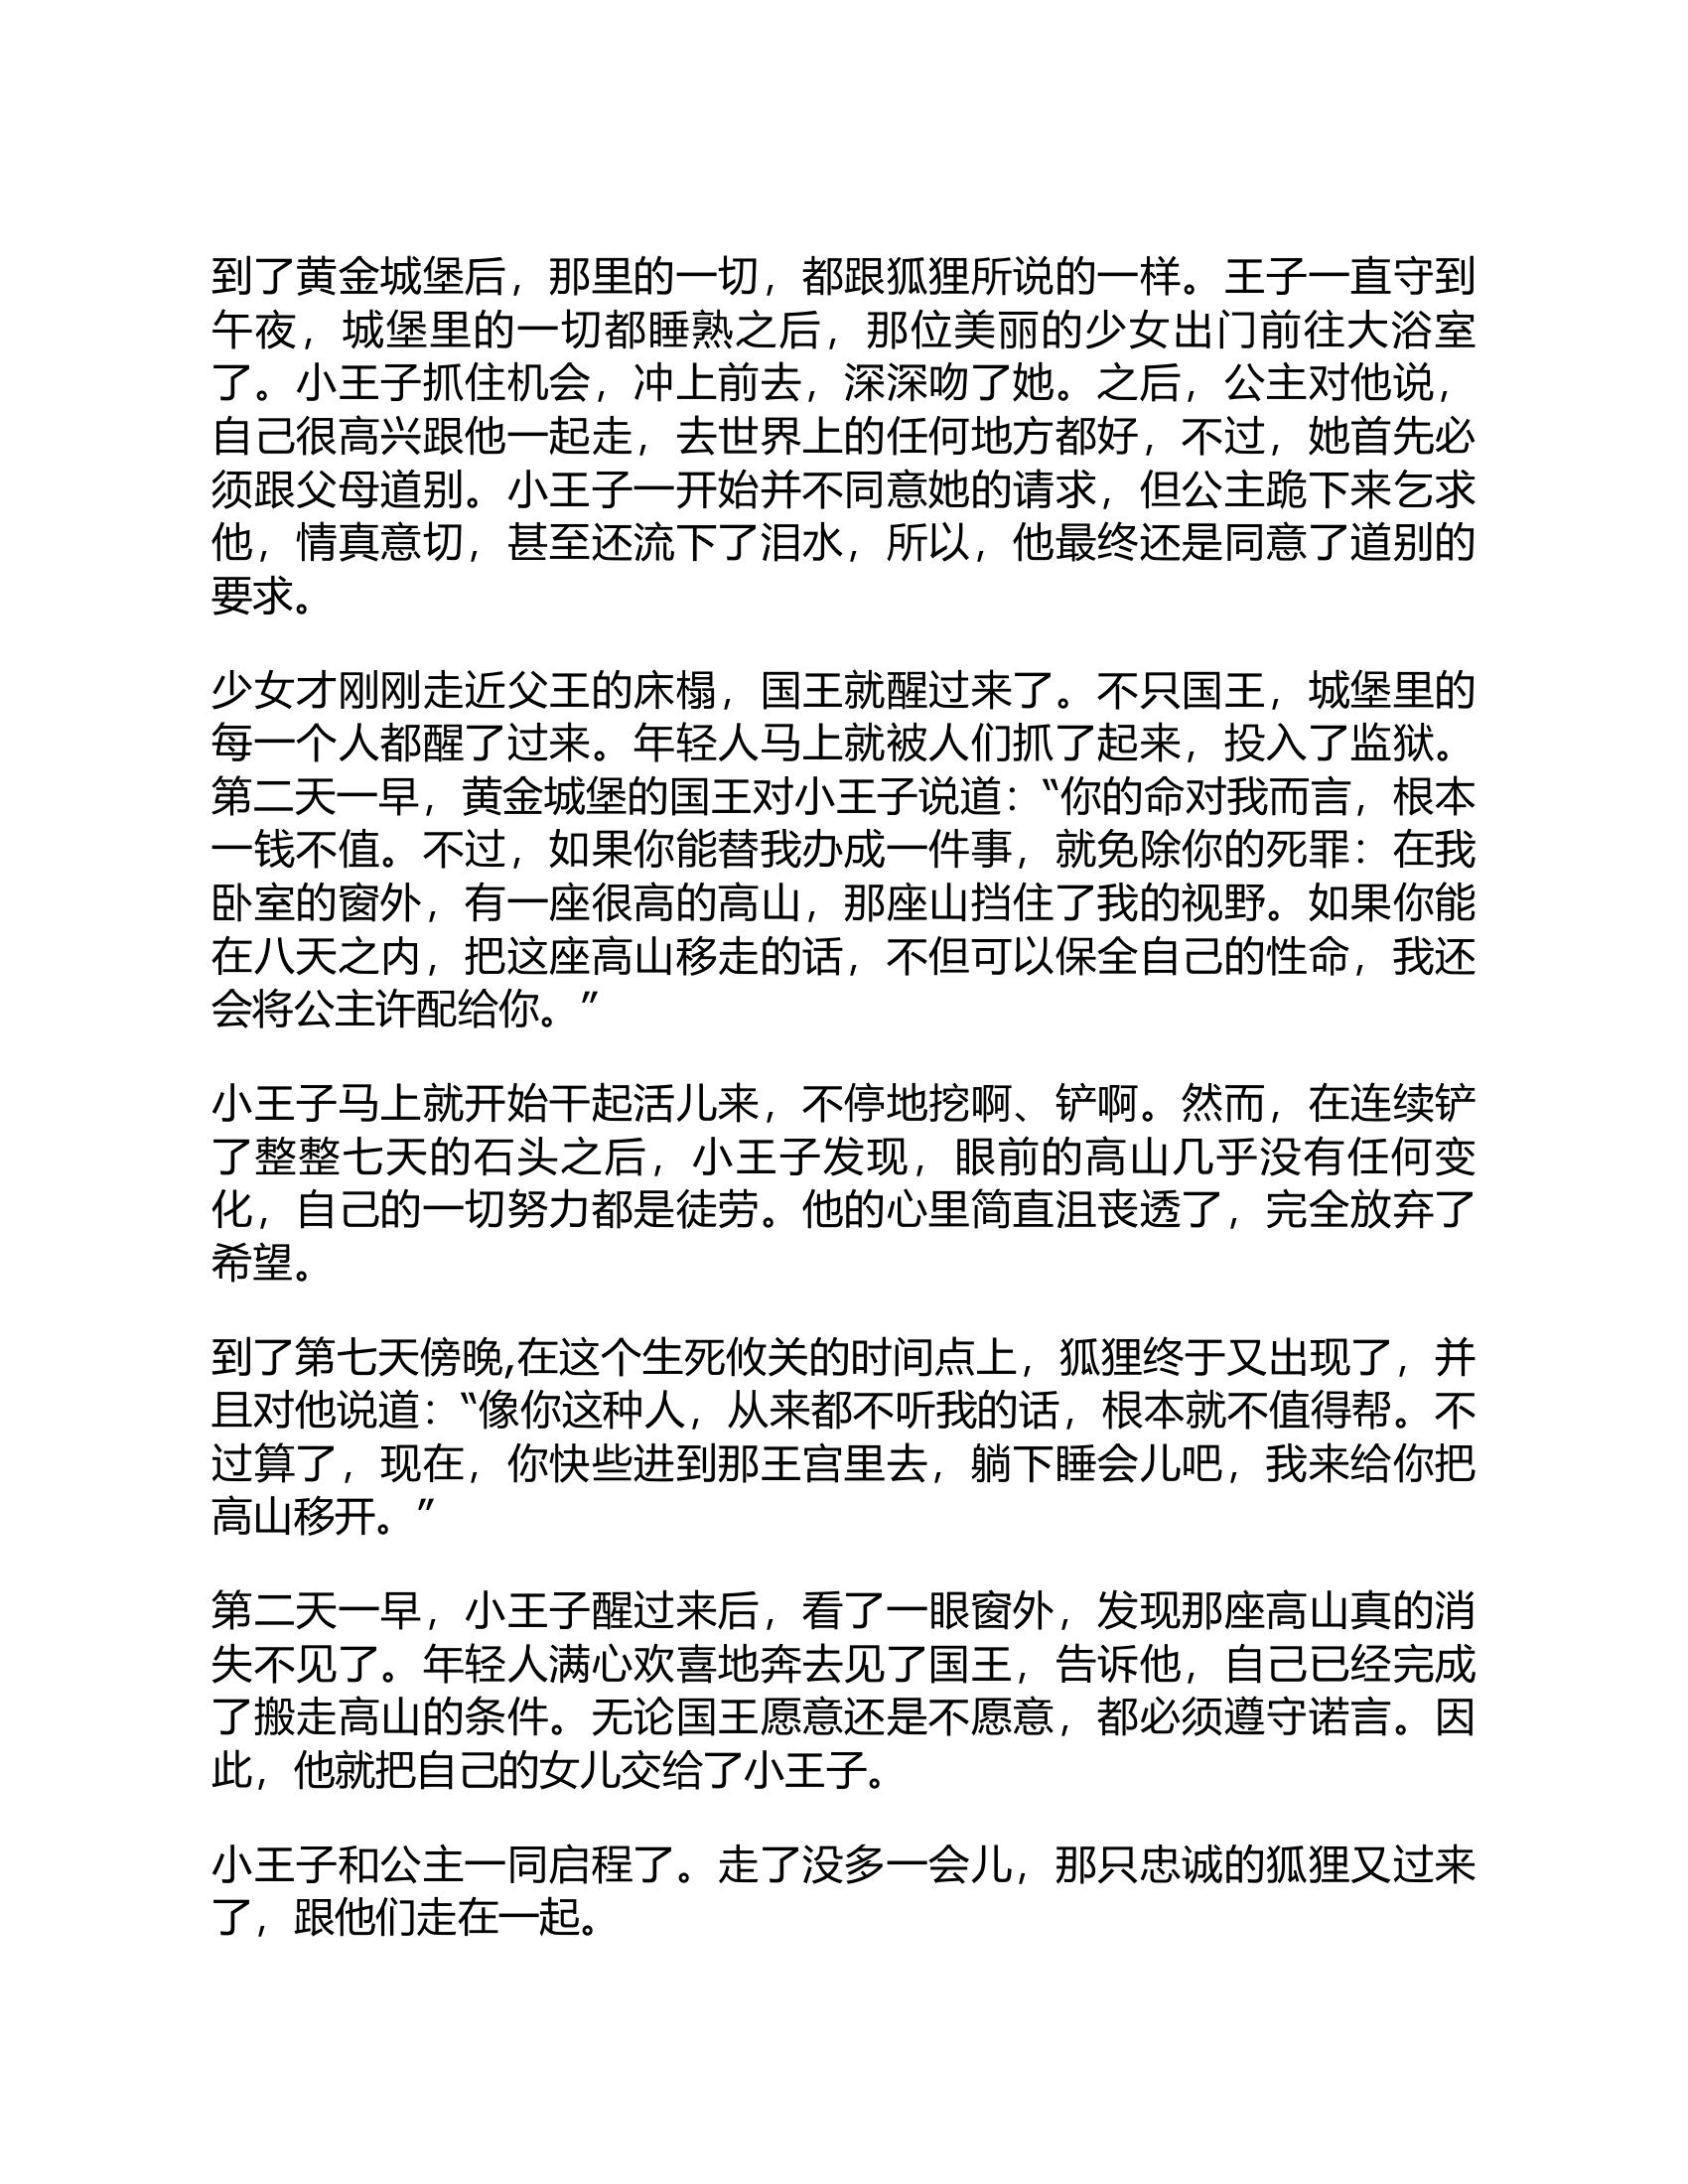 到了黄金城堡后，那里的一切，都跟狐狸所说的一样。王子一直守到
午夜，城堡里的一切都睡熟之后，那位美丽的少女出门前往大浴室
了。小王子抓住机会，冲上前去，深深吻了她。之后，公主对他说，
自己很高兴跟他一起走，去世界上的任何地方都好，不过，她首先必
须跟父母道别。小王子一开始并不同意她的请求，但公主跪下来乞求
他，情真意切，甚至还流下了泪水，所以，他最终还是同意了道别的
要求。
少女才刚刚走近父王的床榻，国王就醒过来了。不只国王，城堡里的
每一个人都醒了过来。年轻人马上就被人们抓了起来，投入了监狱。
第二天一早，黄金城堡的国王对小王子说道：“你的命对我而言，根本
一钱不值。不过，如果你能替我办成一件事，就免除你的死罪：在我
卧室的窗外，有一座很高的高山，那座山挡住了我的视野。如果你能
在八天之内，把这座高山移走的话，不但可以保全自己的性命，我还
会将公主许配给你。”
小王子马上就开始干起活儿来，不停地挖啊、铲啊。然而，在连续铲
了整整七天的石头之后，小王子发现，眼前的高山几乎没有任何变
化，自己的一切努力都是徒劳。他的心里简直沮丧透了，完全放弃了
希望。
到了第七天傍晚,在这个生死攸关的时间点上，狐狸终于又出现了，并
且对他说道：“像你这种人，从来都不听我的话，根本就不值得帮。不
过算了，现在，你快些进到那王宫里去，躺下睡会儿吧，我来给你把
高山移开。”
第二天一早，小王子醒过来后，看了一眼窗外，发现那座高山真的消
失不见了。年轻人满心欢喜地奔去见了国王，告诉他，自己已经完成
了搬走高山的条件。无论国王愿意还是不愿意，都必须遵守诺言。因
此，他就把自己的女儿交给了小王子。
小王子和公主一同启程了。走了没多一会儿，那只忠诚的狐狸又过来
了，跟他们走在一起。